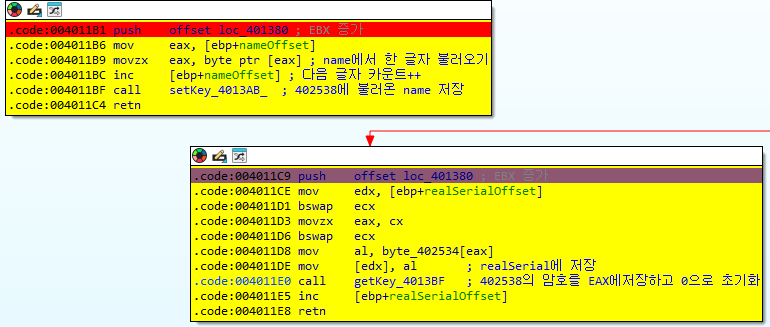 .code:004011B1 push    offset loc_401380 ; EBX 증가
.code:004011B6 mov     eax, [ebp+nameOffset]
.code:004011B9 movzx   eax, byte ptr [eax] ; name에서 한 글자 불러오기
.code:004011BC inc     [ebp+nameOffset] ; 다음 글자 카운트++
.code:004011BF call    setKey_4013AB_  ; 402538에 불러온 name 저장
.code:004011C4 retn
.code:004011C9 push    offset loc_401380 ; EBX 증가
.code:004011CE mov     edx, [ebp+realSerialOffset]
.code:004011D1 bswap   ecx
.code:004011D3 movzx   eax, cx
.code:004011D6 bswap   ecx
.code:004011D8 mov     al, byte_402534[eax]
.code:004011DE mov     [edx], al       ; realSerial에 저장
.code:004011E0 call    getKey_4013BF   ; 402538의 암호를 EAX에저장하고 0으로 초기화
.code:004011E5 inc     [ebp+realSerialOffset]
.code:004011E8 retn